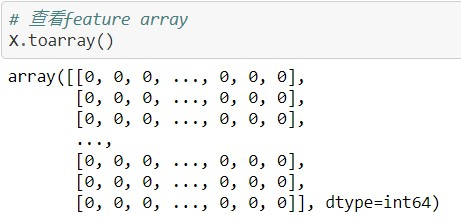 # 查看feature array
X.toarray()
array([[0, 0, 0, ..., 0, 0, 0],
       [0, 0, 0, ..., 0, 0, 0],
       [0, 0, 0, ..., 0, 0, 0],
       ...,
       [0, 0, 0, ..., 0, 0, 0],
       [0, 0, 0, ..., 0, 0, 0],
       [0, 0, 0, ..., 0, 0, 0]], dtype=int64)